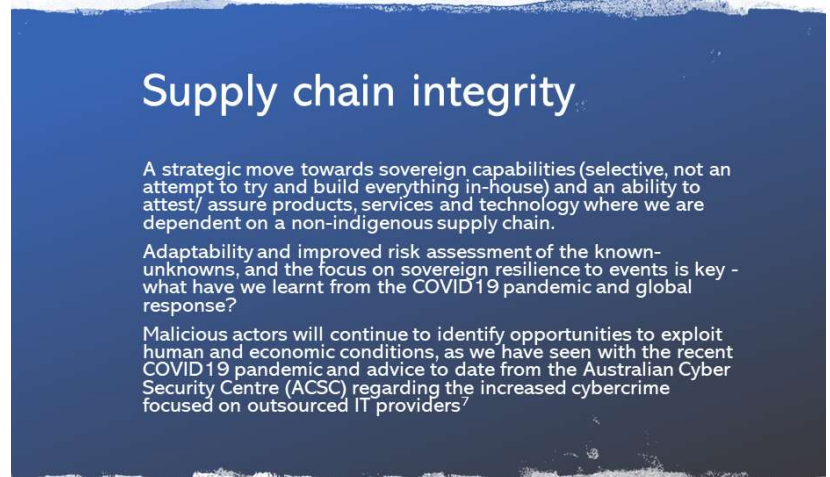 Supply chain integrity
A strategic move towards sovereign capabilities (selective, not an
attempt to try and build everything in-house) and an ability to
attest/ assure products, services and technology where we are
dependent on a non-indigenous supply chain.
Adaptability and improved risk assessment of the known-
unknowns, and the focus on sovereign resilience to events is key -
what have we learnt from the COVID19 pandemic and global
response?
Malicious actors will continue to identify opportunities to exploit
human and economic conditions, as we have seen with the recent
COVID19 pandemic and advice to date from the Australian Cyber
Security Centre (ACSC) regarding the increased cybercrime
focused on outsourced IT providers⁷